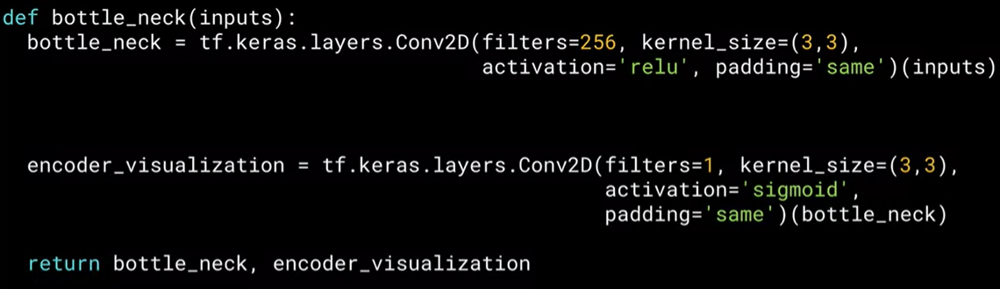 def bottle_neck(inputs):
  bottle_neck = tf.keras.layers.Conv2D(filters=256, kernel_size=(3,3),
                                       activation='relu', padding='same')(inputs)
  encoder_visualization = tf.keras.layers.Conv2D(filters=1, kernel_size=(3,3),
                                                 activation='sigmoid',
                                                 padding='same')(bottle_neck)
  return bottle_neck, encoder_visualization